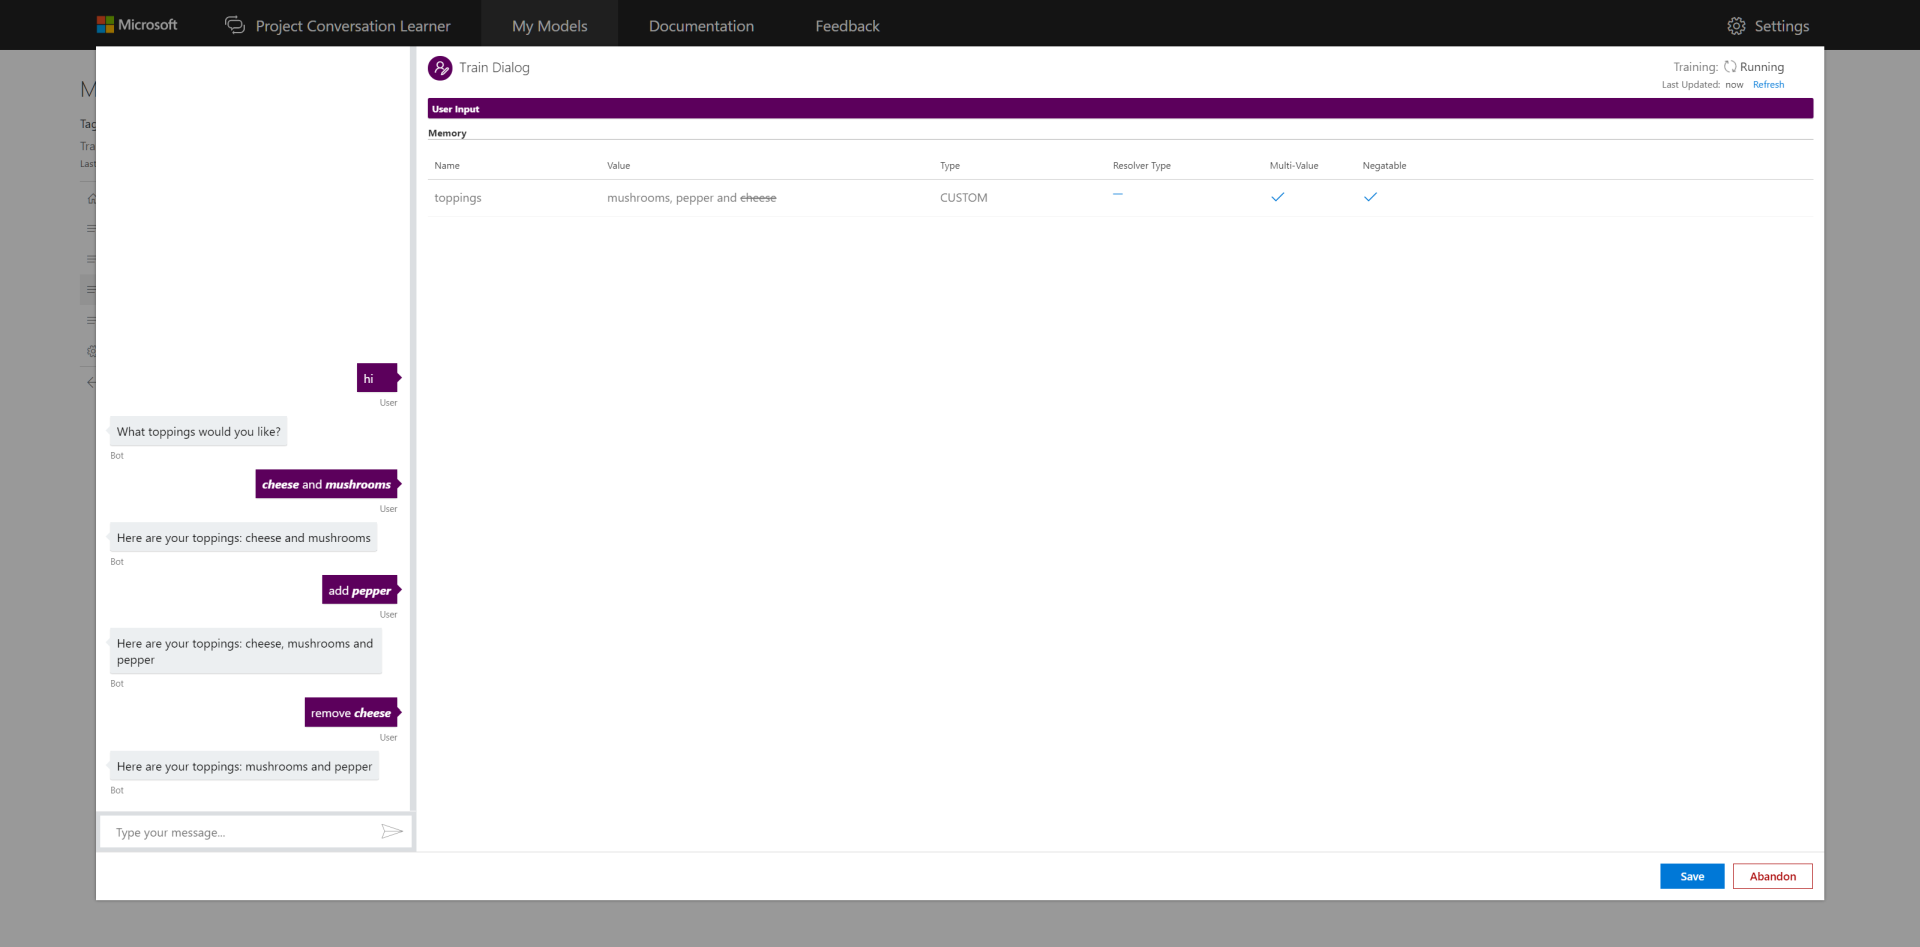 Microsoft
Project Conversation Learner
My Models
Documentation
Feedback
Settings
M
Tag
Tra
Last
hi
User
What toppings would you like?
Bot
cheese and mushrooms
User
Here are your toppings: cheese and mushrooms
Bot
add pepper
User
Here are your toppings: cheese, mushrooms and
pepper
Bot
remove cheese
User
Here are your toppings: mushrooms and pepper
Bot
Type your message...
Train Dialog
Training: Running
Last Updated: now Refresh
User Input
Memory
Name Value Type Resolver Type Multi-Value Negatable
toppings mushrooms, pepper and cheese CUSTOM
Save
Abandon